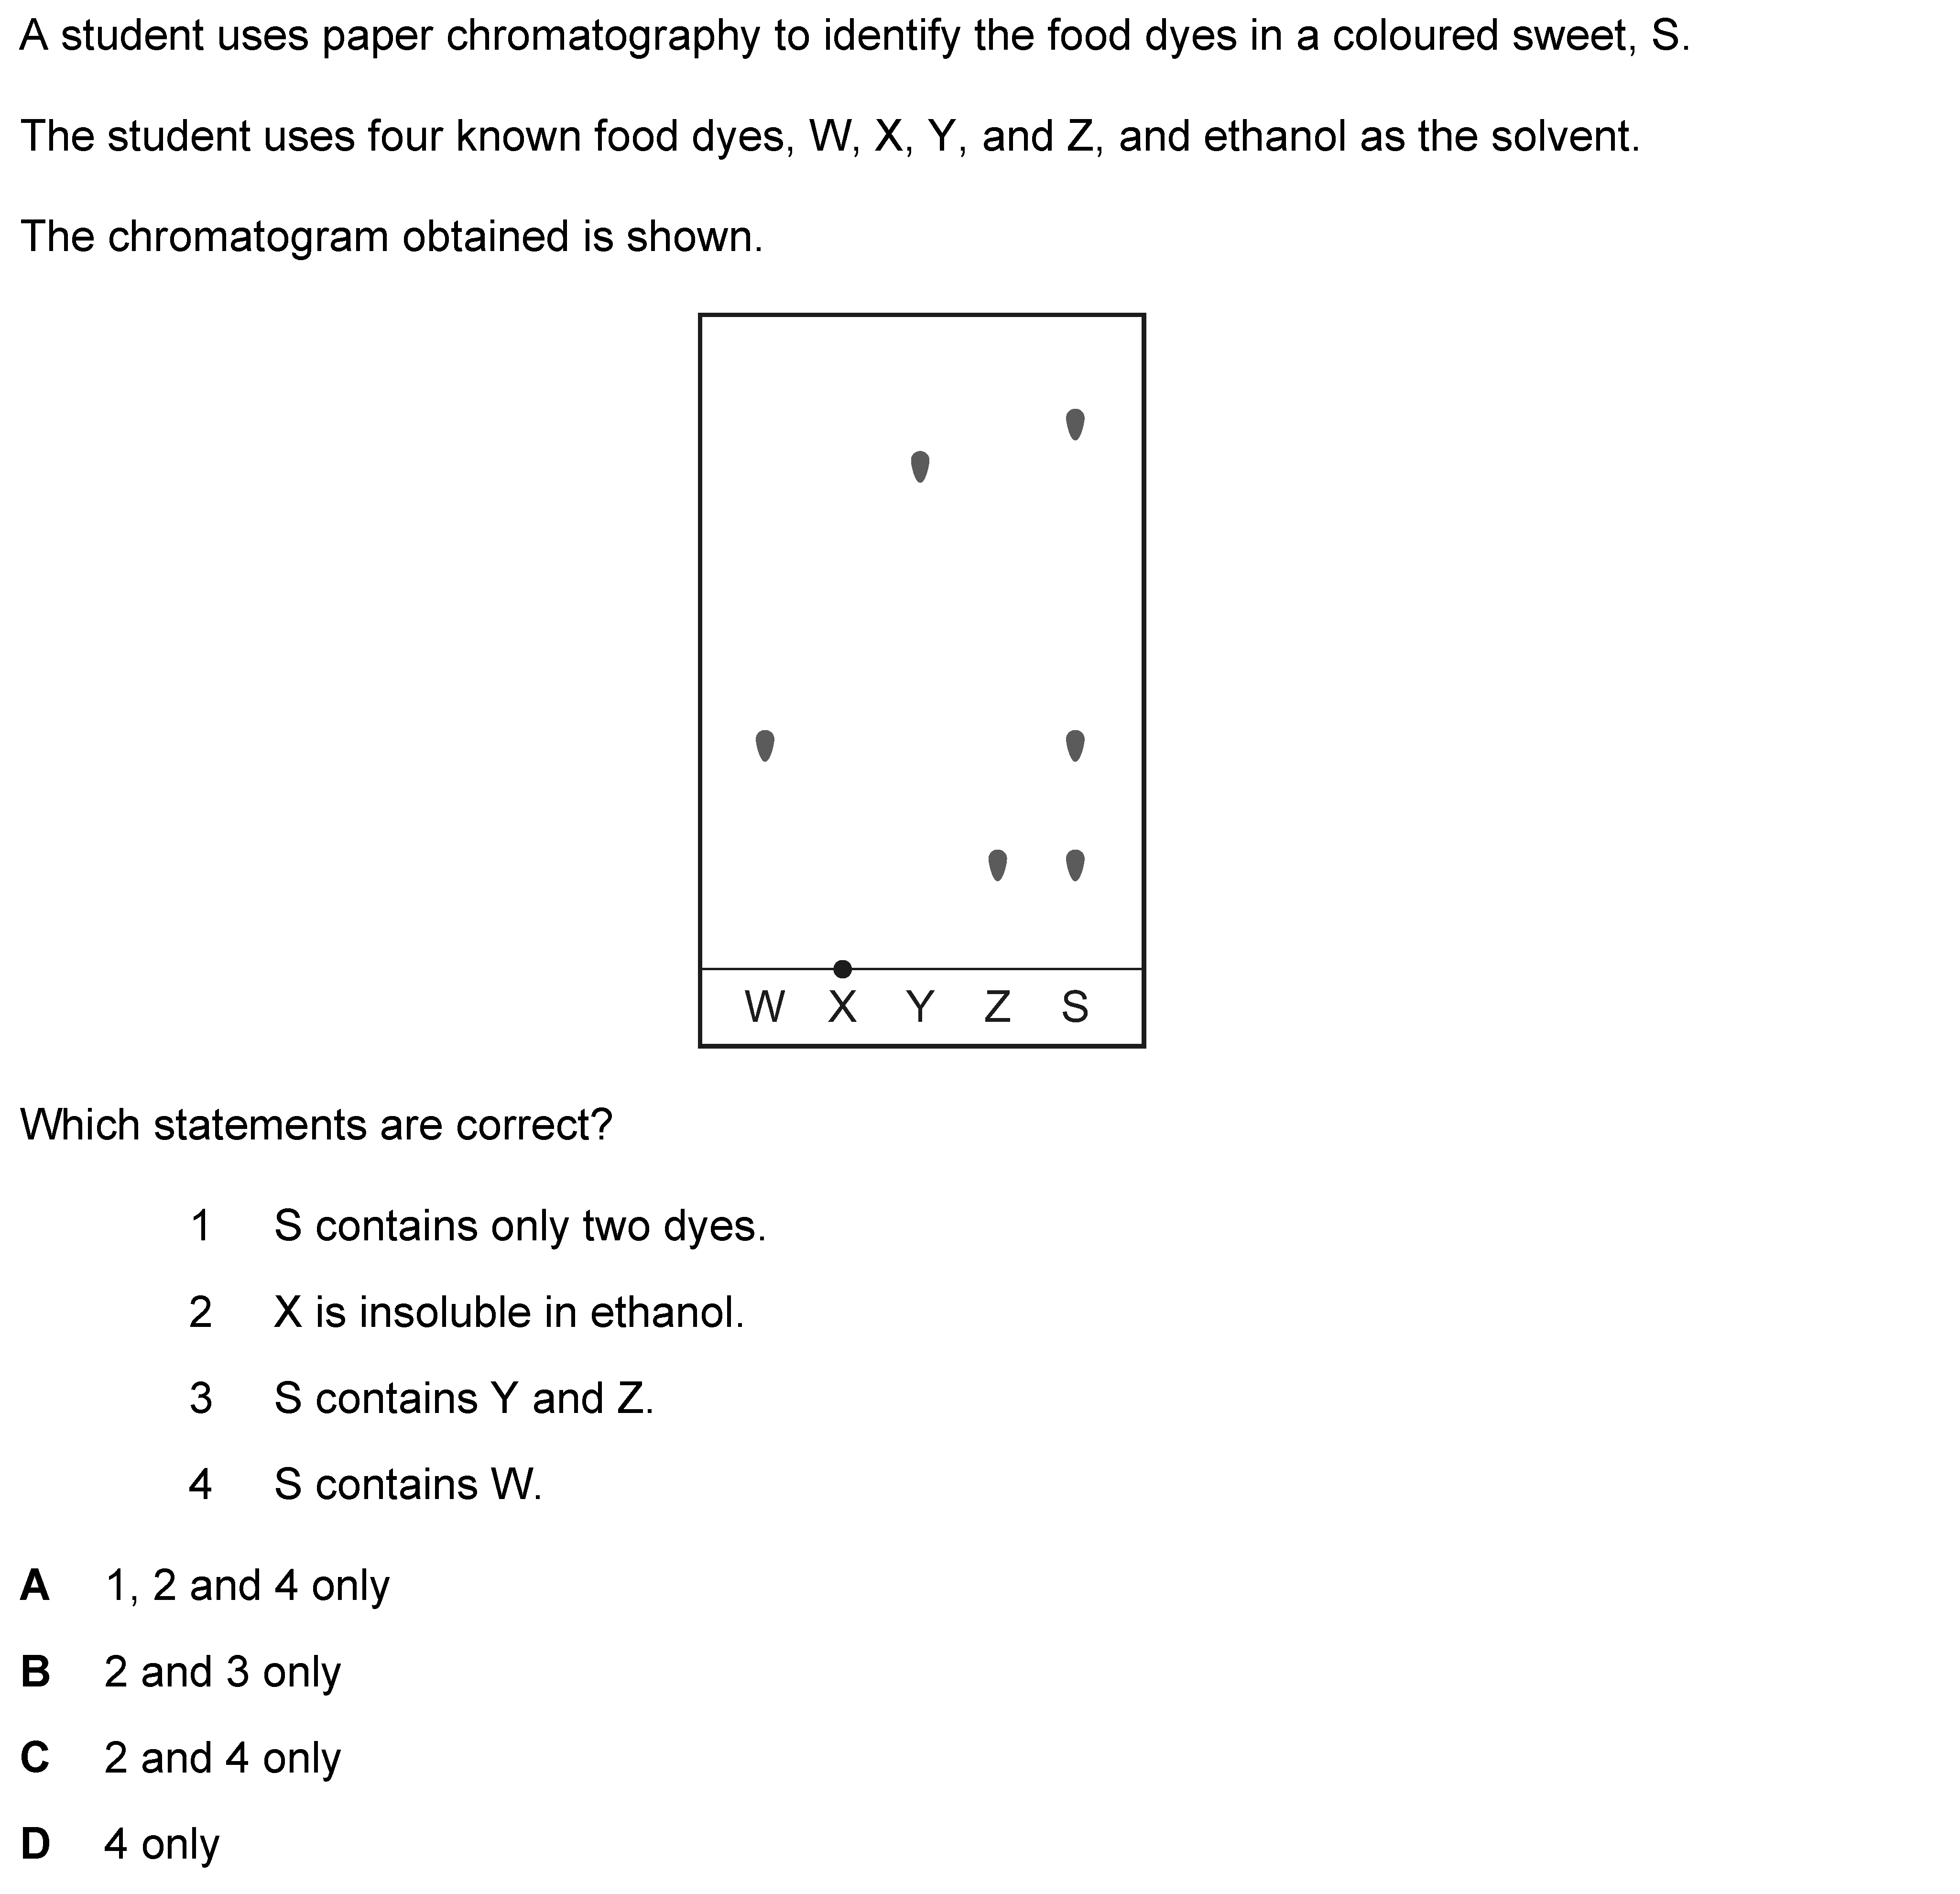 A student uses paper chromatography to identify the food dyes in a coloured sweet, S.
The student uses four known food dyes, W, X, Y, and Z, and ethanol as the solvent.
The chromatogram obtained is shown.
W X Y Z S
Which statements are correct?
1 S contains only two dyes.
2 X is insoluble in ethanol.
3 S contains Y and Z.
4 S contains W.
A 1, 2 and 4 only
B 2 and 3 only
C 2 and 4 only
D 4 only